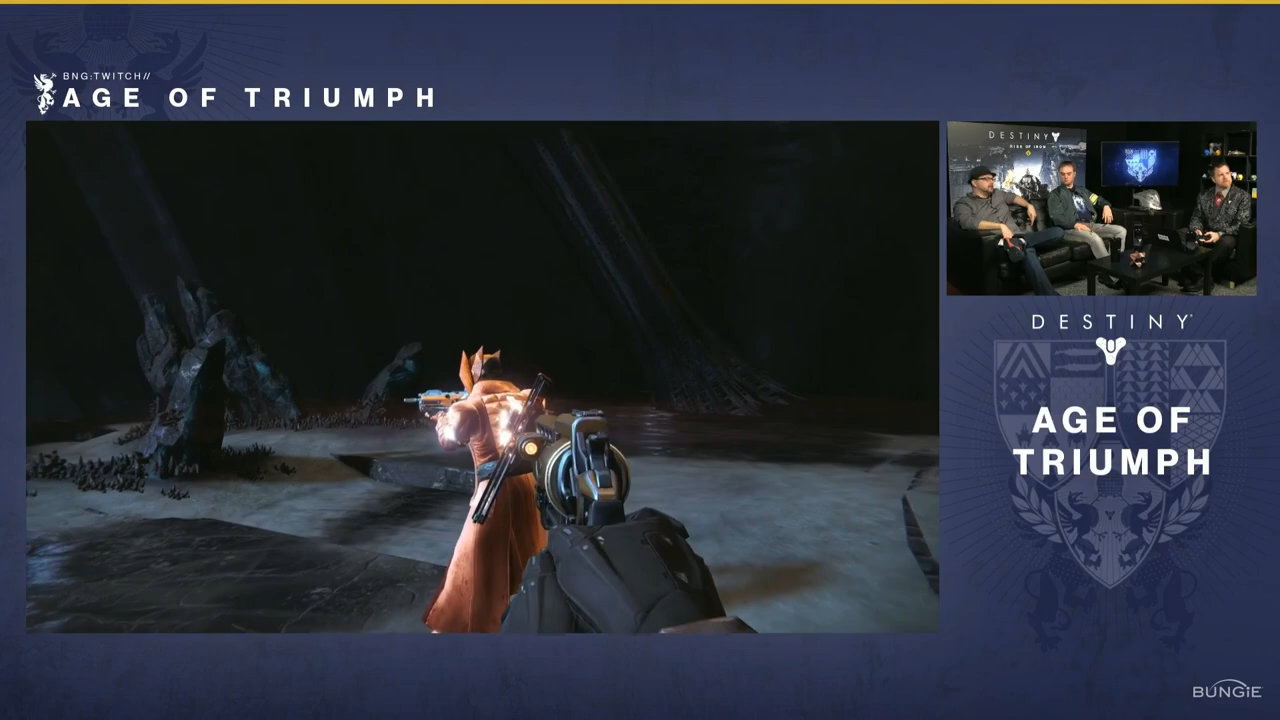 BNG:TWITCH//
AGE OF TRIUMPH
DESTINY
RISE OF IRON
DESTINY
AGE OF
TRIUMPH
BUNGiE